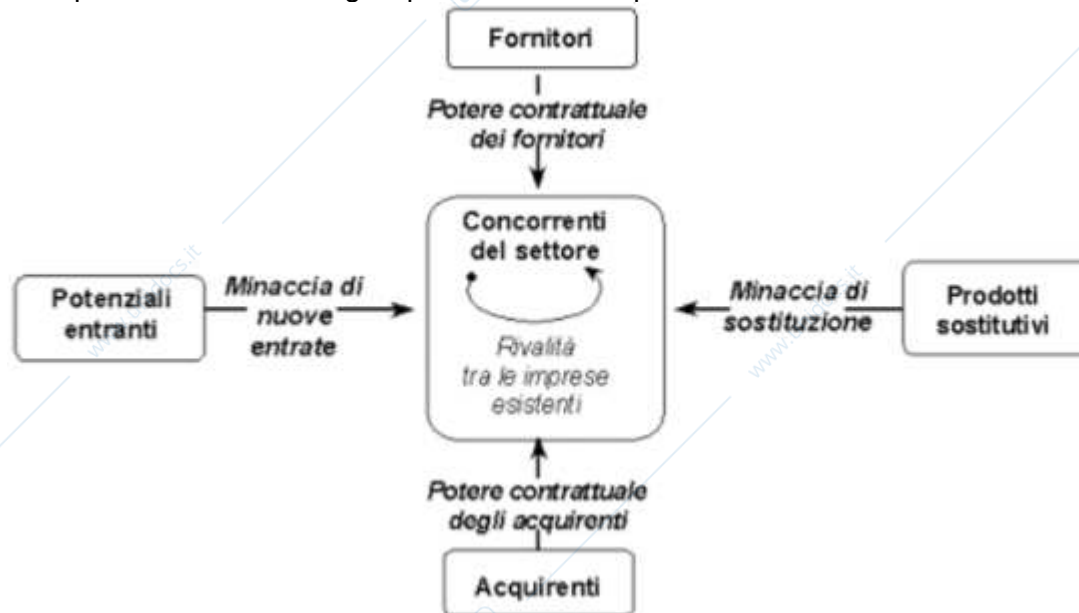 Fornitori
Potere contrattuale
dei fornitori
Concorrenti
del settore
Rivalità
tra le imprese
esistenti
Potenziali
entranti
Minaccia di
nuove
entrate
Minaccia di
sostituzione
Prodotti
sostitutivi
Potere contrattuale
degli acquirenti
Acquirenti